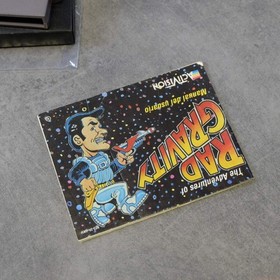 The Adventures of
RAD
GRAVITY
Manual del usuario
ACTIVISION